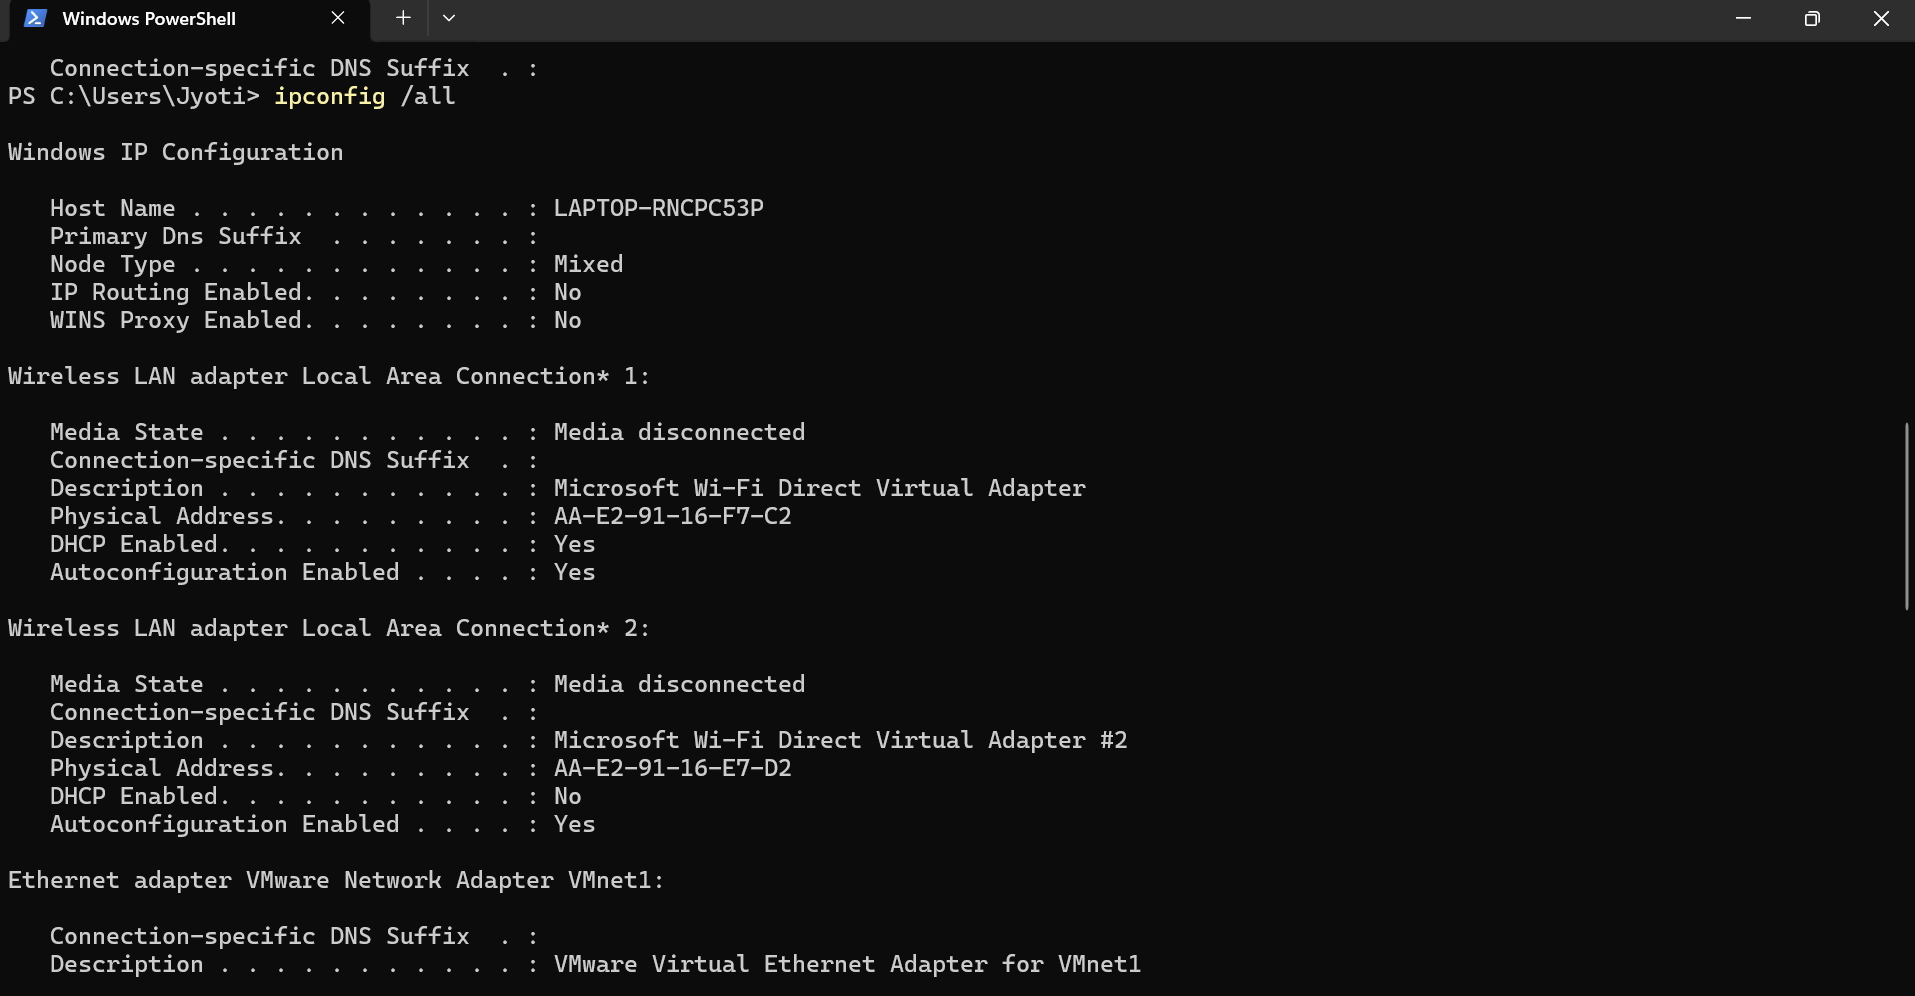 Windows PowerShell
   Connection-specific DNS Suffix  . :
PS C:\Users\Jyoti> ipconfig /all
Windows IP Configuration
   Host Name . . . . . . . . . . . . : LAPTOP-RNCPC53P
   Primary Dns Suffix  . . . . . . . :
   Node Type . . . . . . . . . . . . : Mixed
   IP Routing Enabled. . . . . . . . : No
   WINS Proxy Enabled. . . . . . . . : No
Wireless LAN adapter Local Area Connection* 1:
   Media State . . . . . . . . . . . : Media disconnected
   Connection-specific DNS Suffix  . :
   Description . . . . . . . . . . . : Microsoft Wi-Fi Direct Virtual Adapter
   Physical Address. . . . . . . . . : AA-E2-91-16-F7-C2
   DHCP Enabled. . . . . . . . . . . : Yes
   Autoconfiguration Enabled . . . . : Yes
Wireless LAN adapter Local Area Connection* 2:
   Media State . . . . . . . . . . . : Media disconnected
   Connection-specific DNS Suffix  . :
   Description . . . . . . . . . . . : Microsoft Wi-Fi Direct Virtual Adapter #2
   Physical Address. . . . . . . . . : AA-E2-91-16-E7-D2
   DHCP Enabled. . . . . . . . . . . : No
   Autoconfiguration Enabled . . . . : Yes
Ethernet adapter VMware Network Adapter VMnet1:
   Connection-specific DNS Suffix  . :
   Description . . . . . . . . . . . : VMware Virtual Ethernet Adapter for VMnet1